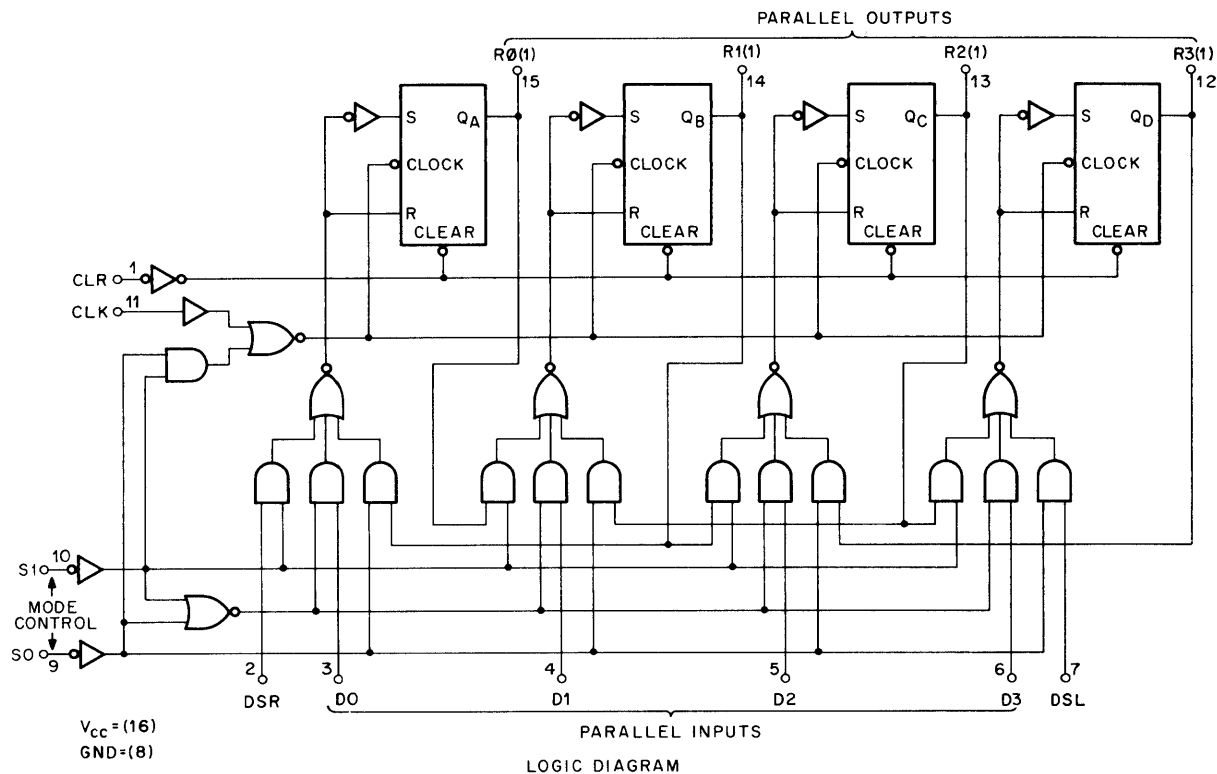 PARALLEL OUTPUTS
RØ(1) R1(1) R2(1) R3(1)
15 14 13 12
S QA S QB S QC S QD
CLOCK CLOCK CLOCK CLOCK
R R R R
CLEAR CLEAR CLEAR CLEAR
CLR 1
CLK 11
S1 10
MODE
CONTROL
SO 9
2 3 4 5 6 7
DSR DO D1 D2 D3 DSL
PARALLEL INPUTS
VCC=(16)
GND=(8)
LOGIC DIAGRAM